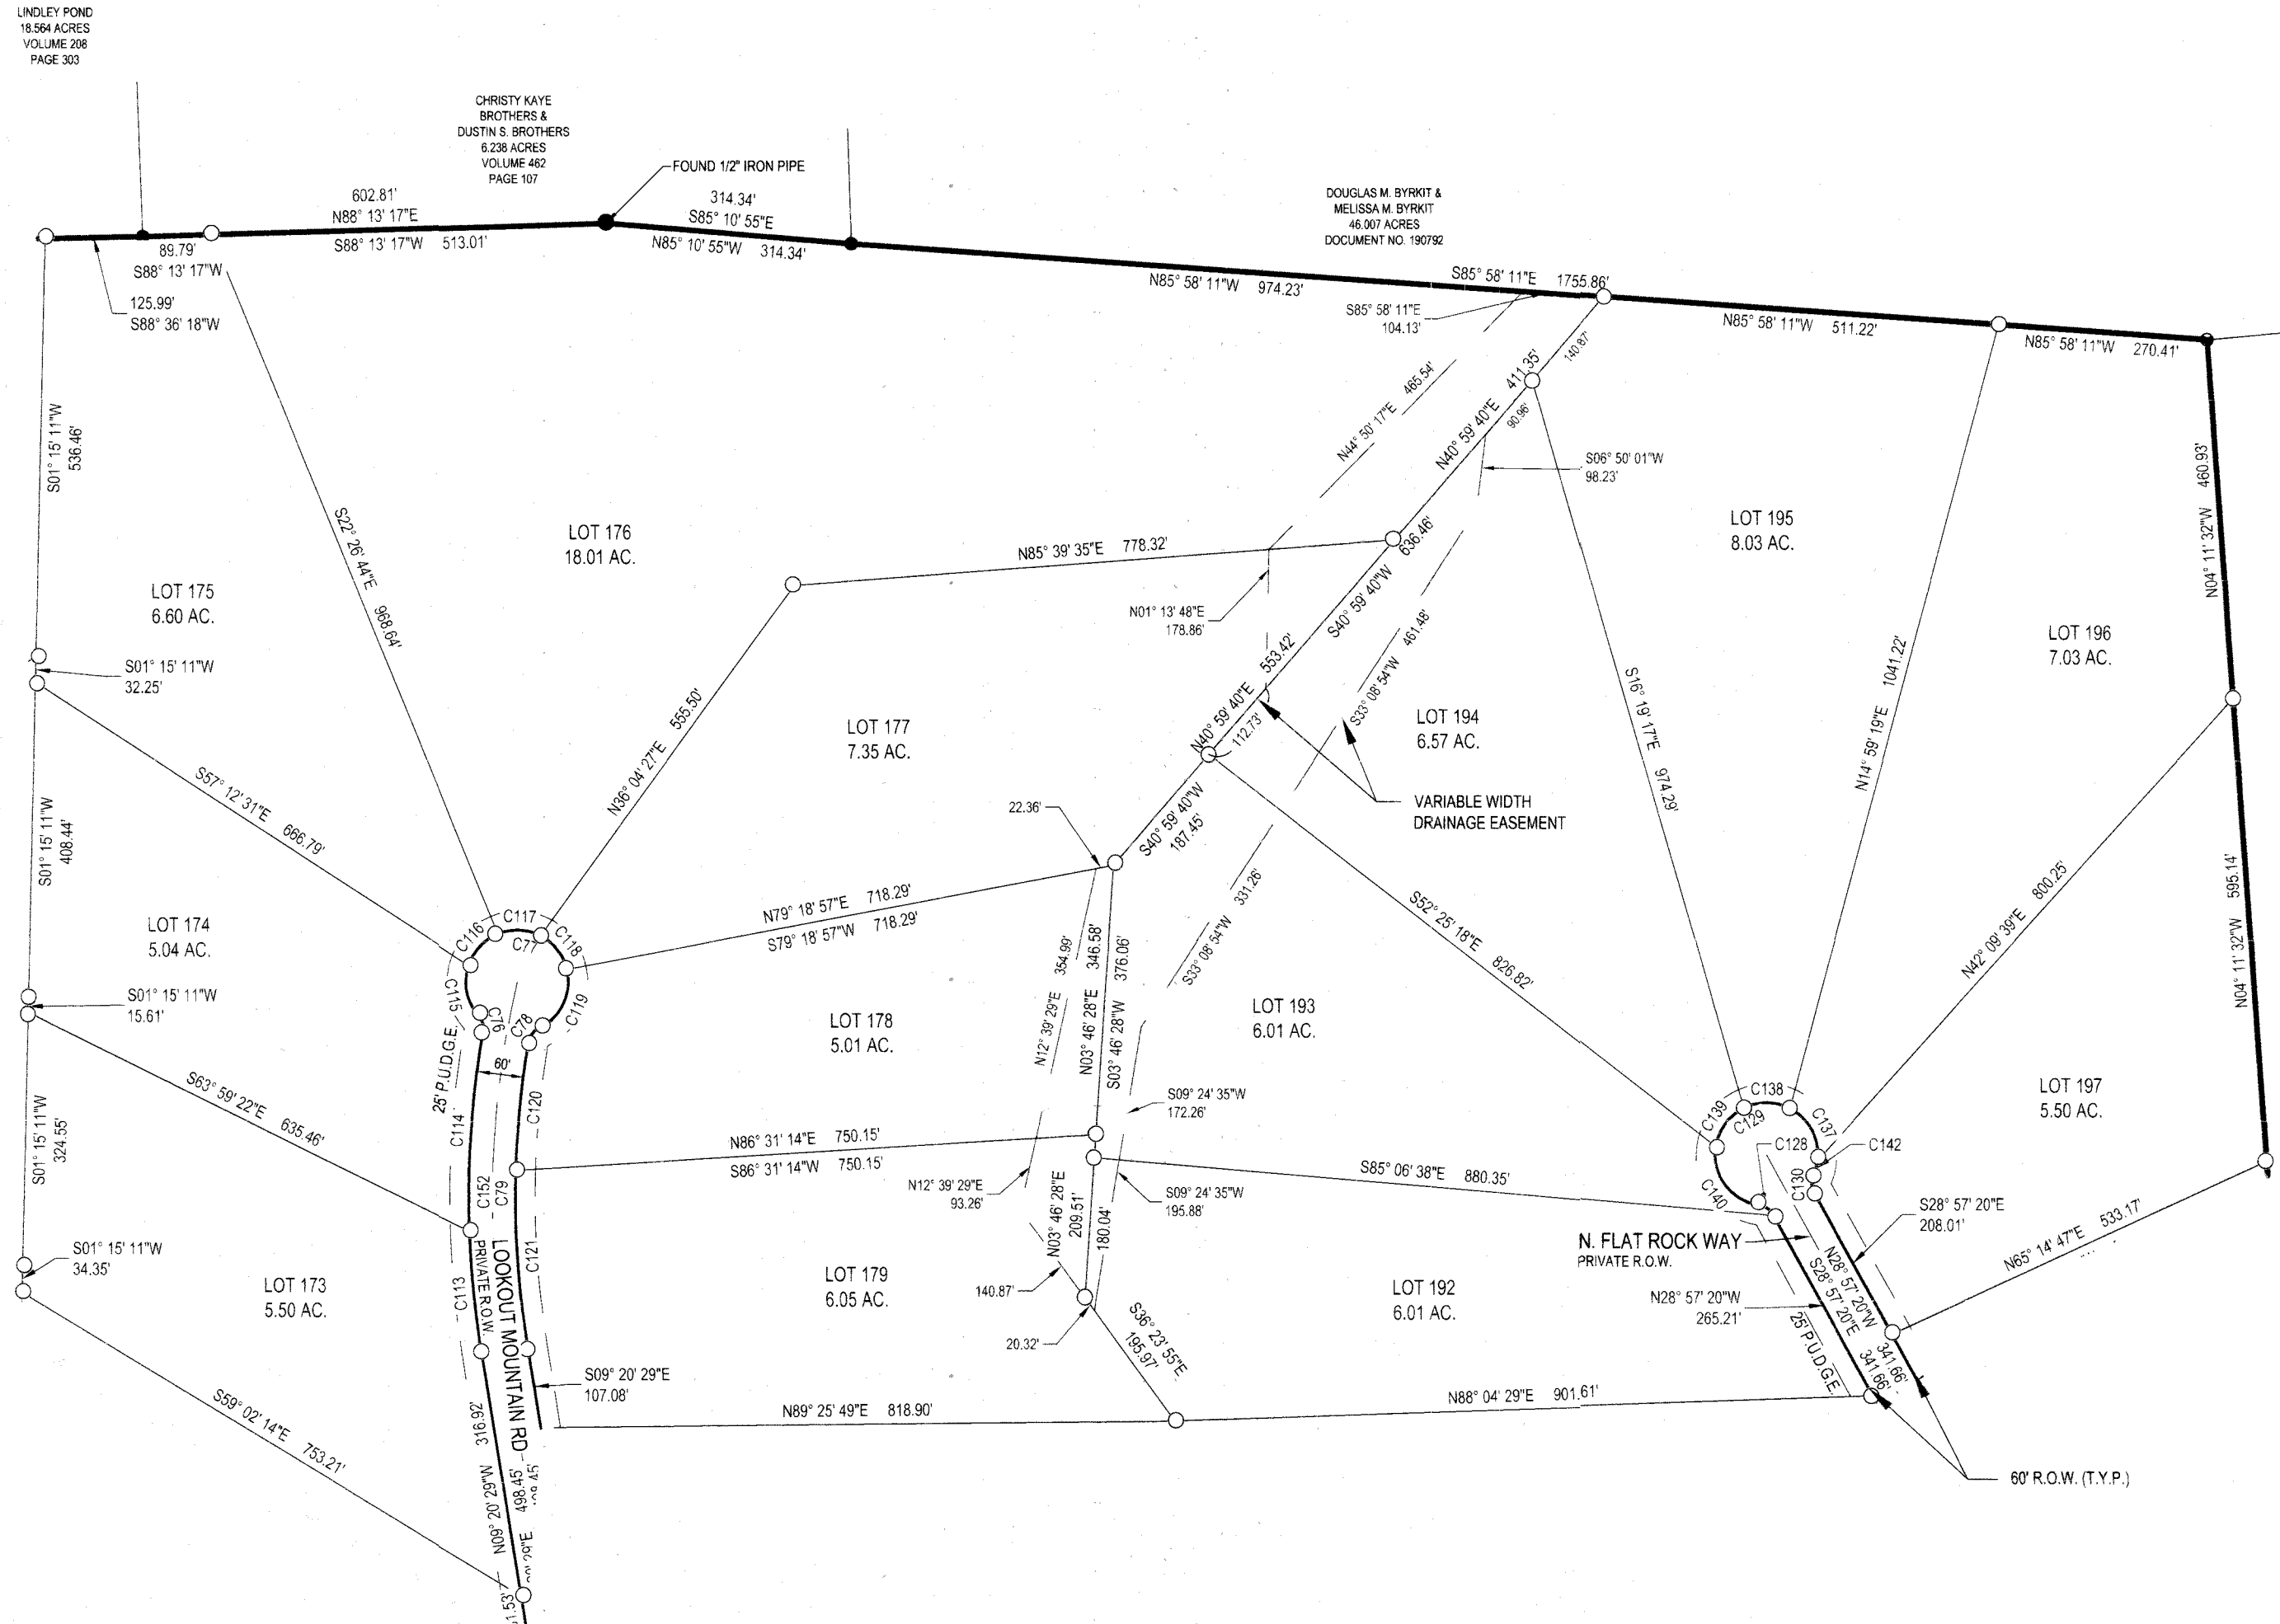 LINDLEY POND
18.564 ACRES
VOLUME 208
PAGE 303
CHRISTY KAYE
BROTHERS &
DUSTIN S. BROTHERS
6.238 ACRES
VOLUME 462
PAGE 107
FOUND 1/2" IRON PIPE
DOUGLAS M. BYRKIT &
MELISSA M. BYRKIT
46.007 ACRES
DOCUMENT NO. 190792
602.81'
N88° 13' 17"E
314.34'
S85° 10' 55"E
89.79'
S88° 13' 17"W
S88° 13' 17"W 513.01'
N85° 10' 55"W 314.34'
125.99'
S88° 36' 18"W
N85° 58' 11"W 974.23'
S85° 58' 11"E 1755.86'
S85° 58' 11"E
104.13'
N85° 58' 11"W 511.22'
N85° 58' 11"W 270.41'
S01° 15' 11"W
536.46'
S22° 26' 44"E 968.64'
LOT 175
6.60 AC.
LOT 176
18.01 AC.
N85° 39' 35"E 778.32'
N44° 50' 17"E 465.54'
N40° 59' 40"E 411.35'
140.87'
90.96'
S06° 50' 01"W
98.23'
LOT 195
8.03 AC.
N04° 11' 32"W 460.93'
LOT 196
7.03 AC.
N01° 13' 48"E
178.86'
S40° 59' 40"W 636.46'
S33° 08' 54"W 461.48'
N40° 59' 40"E 553.42'
112.73'
S01° 15' 11"W
32.25'
N36° 04' 27"E 555.50'
LOT 177
7.35 AC.
LOT 194
6.57 AC.
S16° 19' 17"E 974.29'
N14° 59' 19"E 1041.22'
VARIABLE WIDTH
DRAINAGE EASEMENT
S57° 12' 31"E 666.79'
S01° 15' 11"W
408.44'
22.36'
S40° 59' 40"W
187.45'
N79° 18' 57"E 718.29'
S79° 18' 57"W 718.29'
S33° 08' 54"W 331.26'
S52° 25' 18"E 826.82'
N42° 09' 39"E 800.25'
N04° 11' 32"W 595.14'
LOT 174
5.04 AC.
C116
C117
C77
C118
C115
C76
C78
C119
S01° 15' 11"W
15.61'
25' P.U.D.G.E.
60'
LOT 178
5.01 AC.
N12° 39' 29"E 354.99'
N03° 46' 28"E 346.58'
S03° 46' 28"W 376.06'
LOT 193
6.01 AC.
S09° 24' 35"W
172.26'
C139
C138
C129
C137
C128
C142
C130
C140
LOT 197
5.50 AC.
S63° 59' 22"E 635.46'
S01° 15' 11"W
324.55'
C114
C120
N86° 31' 14"E 750.15'
S86° 31' 14"W 750.15'
S85° 06' 38"E 880.35'
C152
C79
N12° 39' 29"E
93.26'
N03° 46' 28"E
209.51'
180.04'
S09° 24' 35"W
195.88'
S28° 57' 20"E
208.01'
N65° 14' 47"E 533.17'
N. FLAT ROCK WAY
PRIVATE R.O.W.
S01° 15' 11"W
34.35'
LOT 173
5.50 AC.
C113
C121
LOOKOUT MOUNTAIN RD
PRIVATE R.O.W.
LOT 179
6.05 AC.
140.87'
20.32'
S36° 23' 55"E
195.97'
LOT 192
6.01 AC.
N28° 57' 20"W
265.21'
N28° 57' 20"W 341.66'
S28° 57' 20"E 341.66'
25' P.U.D.G.E.
S09° 20' 29"E
107.08'
N89° 25' 49"E 818.90'
N88° 04' 29"E 901.61'
S59° 02' 14"E 753.21'
N09° 20' 29"W 316.92'
498.45'
60' R.O.W. (T.Y.P.)